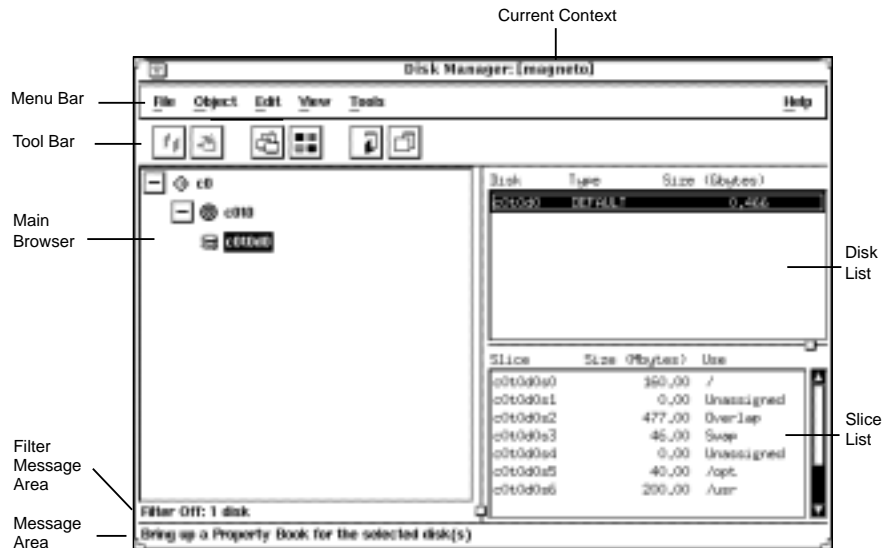 Current Context
Disk Manager: [magneto]
Menu Bar
File Object Edit View Tools Help
Tool Bar
c0
c0t0
c0t0d0
Main
Browser
Disk Type Size (Gbytes)
c0t0d0 DEFAULT 0.466
Disk
List
Slice Size (Mbytes) Use
c0t0d0s0 160.00 /
c0t0d0s1 0.00 Unassigned
c0t0d0s2 477.00 Overlap
c0t0d0s3 46.00 Swap
c0t0d0s4 0.00 Unassigned
c0t0d0s5 40.00 /opt
c0t0d0s6 200.00 /usr
Slice
List
Filter
Message
Area
Filter Off: 1 disk
Message
Area
Bring up a Property Book for the selected disk(s)